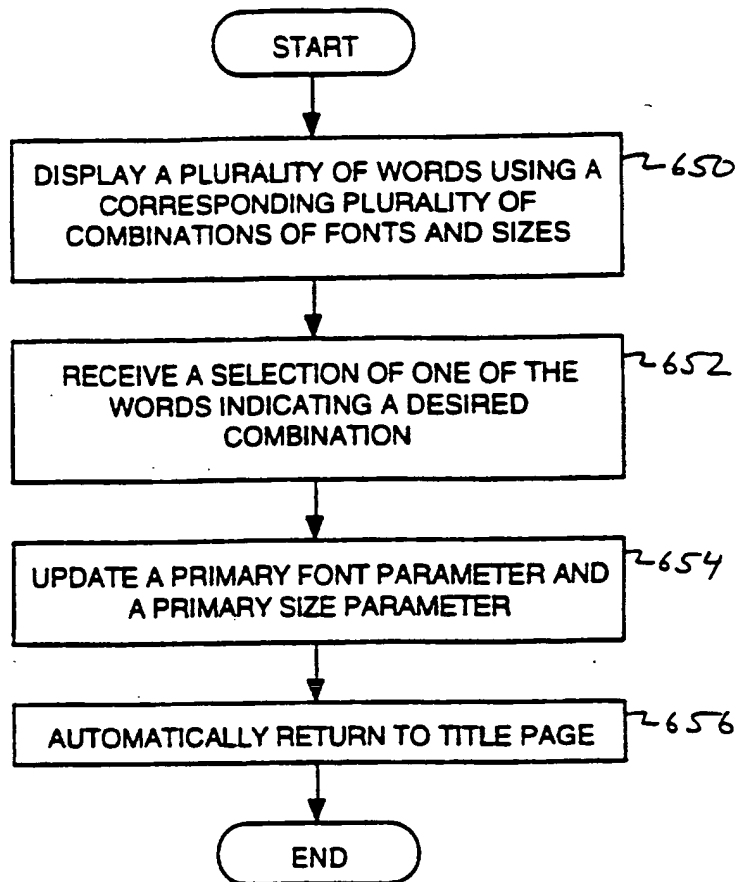 START
DISPLAY A PLURALITY OF WORDS USING A
CORRESPONDING PLURALITY OF
COMBINATIONS OF FONTS AND SIZES
650
RECEIVE A SELECTION OF ONE OF THE
WORDS INDICATING A DESIRED
COMBINATION
652
UPDATE A PRIMARY FONT PARAMETER AND
A PRIMARY SIZE PARAMETER
654
AUTOMATICALLY RETURN TO TITLE PAGE
656
END